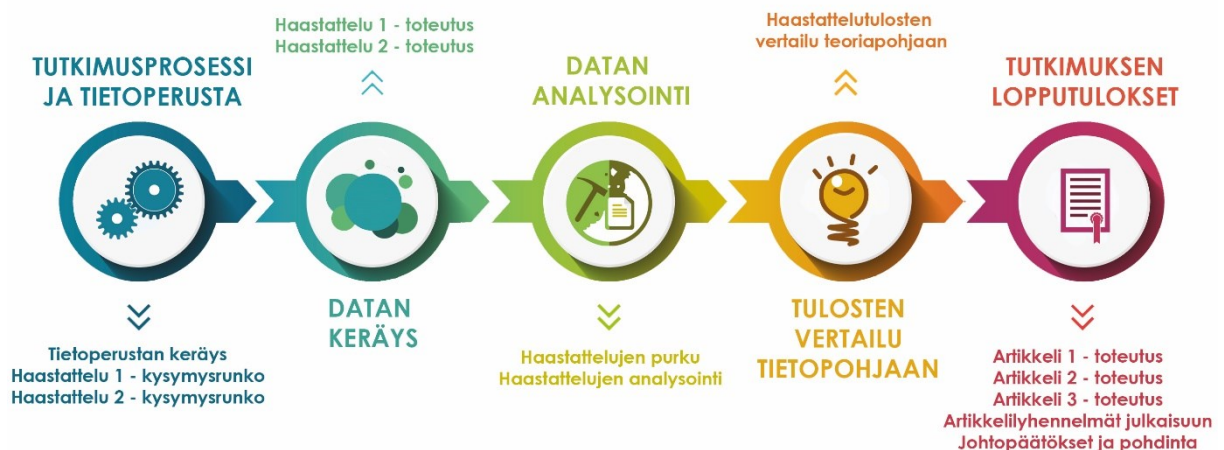 TUTKIMUSPROSESSI
JA TIETOPERUSTA
Tietoperustan keräys
Haastattelu 1 - kysymysrunko
Haastattelu 2 - kysymysrunko
Haastattelu 1 - toteutus
Haastattelu 2 - toteutus
DATAN
KERÄYS
DATAN
ANALYSOINTI
Haastattelujen purku
Haastattelujen analysointi
Haastattelutulosten
vertailu teoriapohjaan
TULOSTEN
VERTAILU
TIETOPOHJAAN
TUTKIMUKSEN
LOPPUTULOKSET
Artikkeli 1 - toteutus
Artikkeli 2 - toteutus
Artikkeli 3 - toteutus
Artikkelilyhennelmät julkaisuun
Johtopäätökset ja pohdinta